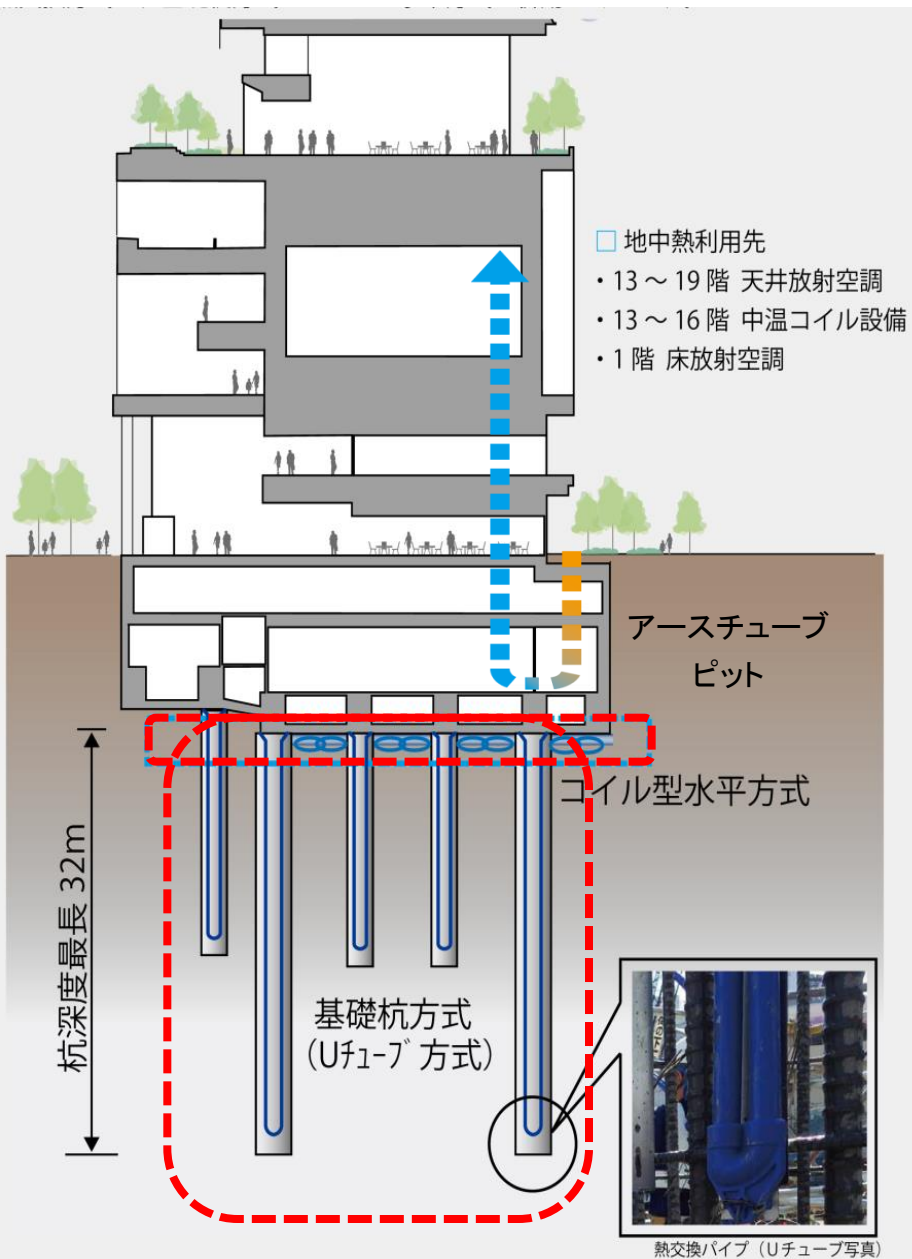 □ 地中熱利用先
・13～19階 天井放射空調
・13～16階 中温コイル設備
・1階 床放射空調
アースチューブ
ピット
コイル型水平方式
杭深度最長 32m
基礎杭方式
(Uﾁｭｰﾌﾞ方式)
熱交換パイプ（Uチューブ写真）